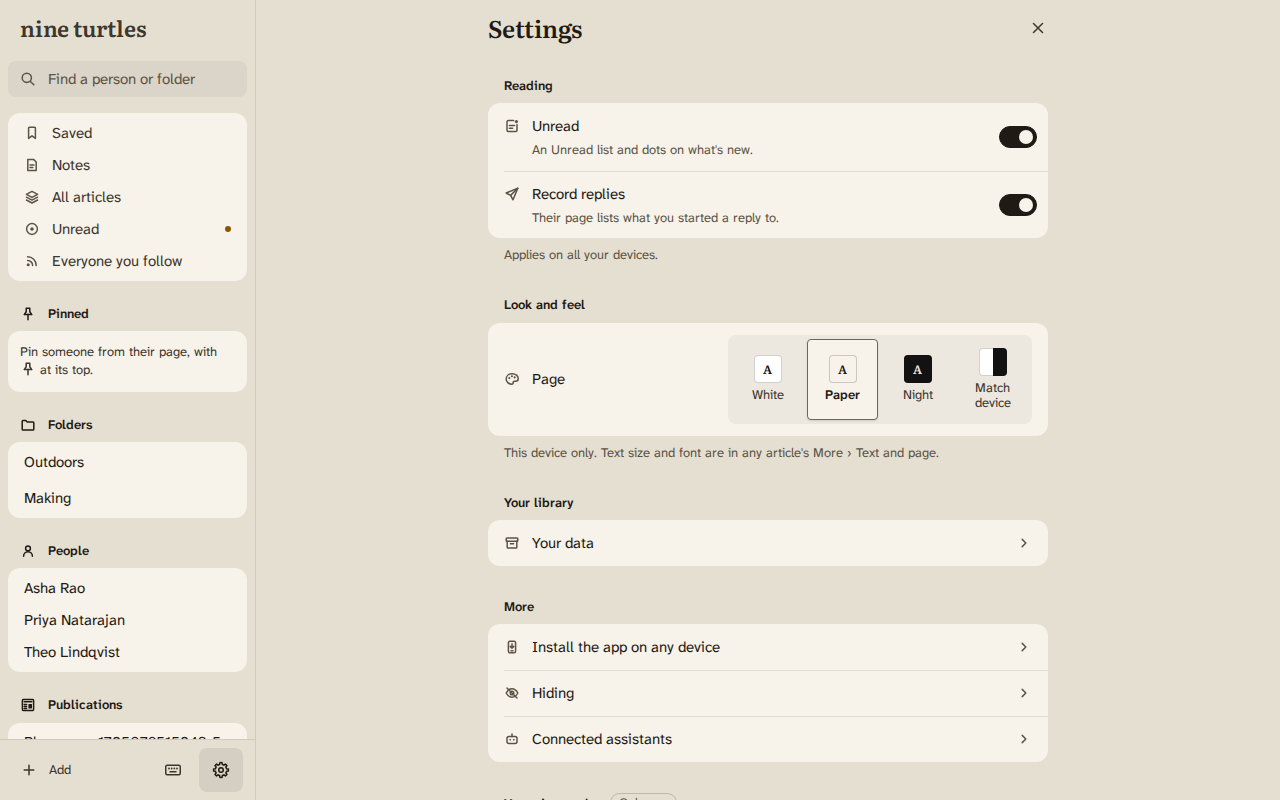 nine turtles
Find a person or folder
Saved
Notes
All articles
Unread
Everyone you follow
Pinned
Pin someone from their page, with
at its top.
Folders
Outdoors
Making
People
Asha Rao
Priya Natarajan
Theo Lindqvist
Publications
Add
Settings
Reading
Unread
An Unread list and dots on what's new.
Record replies
Their page lists what you started a reply to.
Applies on all your devices.
Look and feel
Page
A
White
A
Paper
A
Night
Match
device
This device only. Text size and font are in any article's More › Text and page.
Your library
Your data
More
Install the app on any device
Hiding
Connected assistants